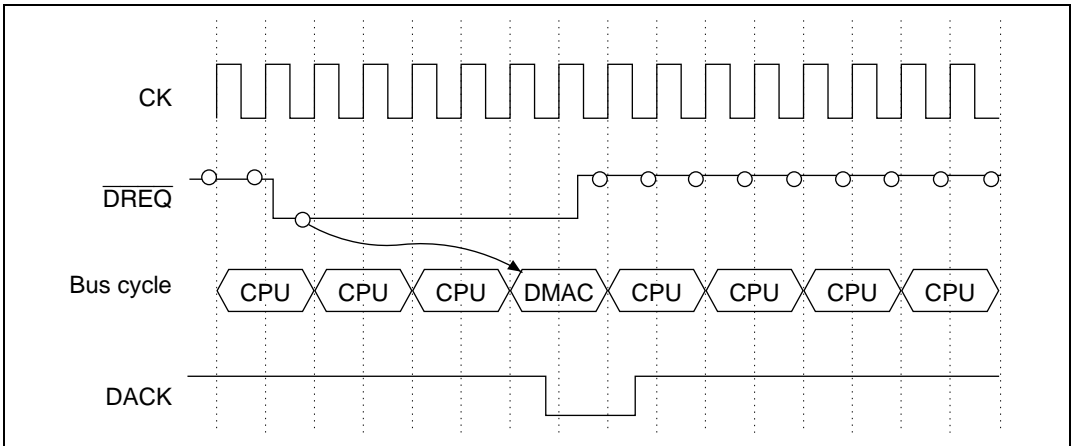 CK
DREQ
Bus cycle CPU CPU CPU DMAC CPU CPU CPU CPU
DACK